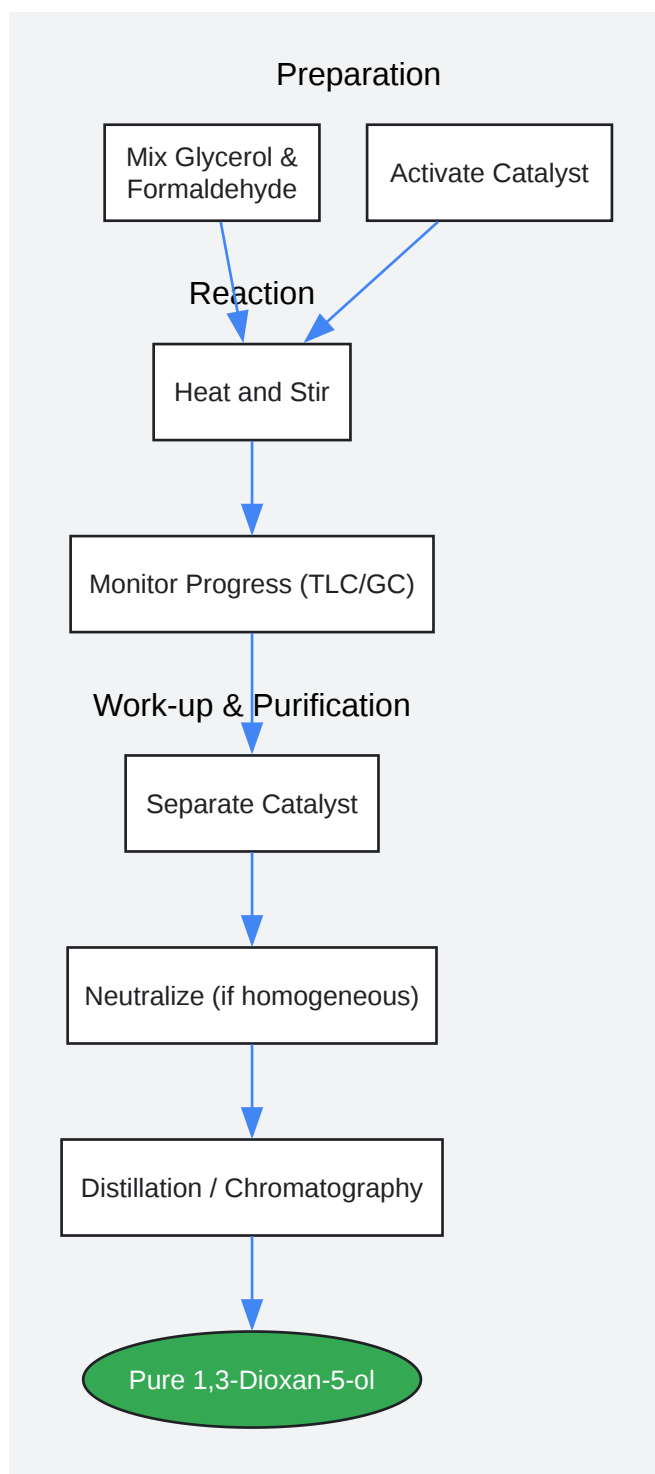 Preparation
Mix Glycerol &
Formaldehyde
Activate Catalyst
Reaction
Heat and Stir
Monitor Progress (TLC/GC)
Work-up & Purification
Separate Catalyst
Neutralize (if homogeneous)
Distillation / Chromatography
Pure 1,3-Dioxan-5-ol